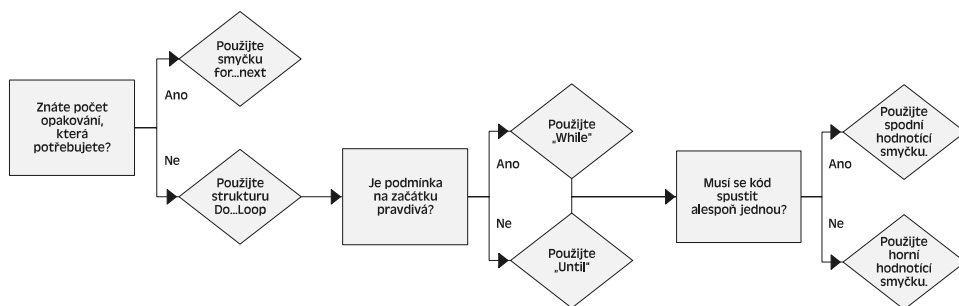 Znáte počet
opakování,
která
potřebujete?
Ano
Ne
Použijte
smyčku
for...next
Použijte
strukturu
Do...Loop
Je podmínka
na začátku
pravdivá?
Ano
Ne
Použijte
„While"
Použijte
„Until"
Musí se kód
spustit
alespoň jednou?
Ano
Ne
Použijte
spodní
hodnotící
smyčku.
Použijte
horní
hodnotící
smyčku.